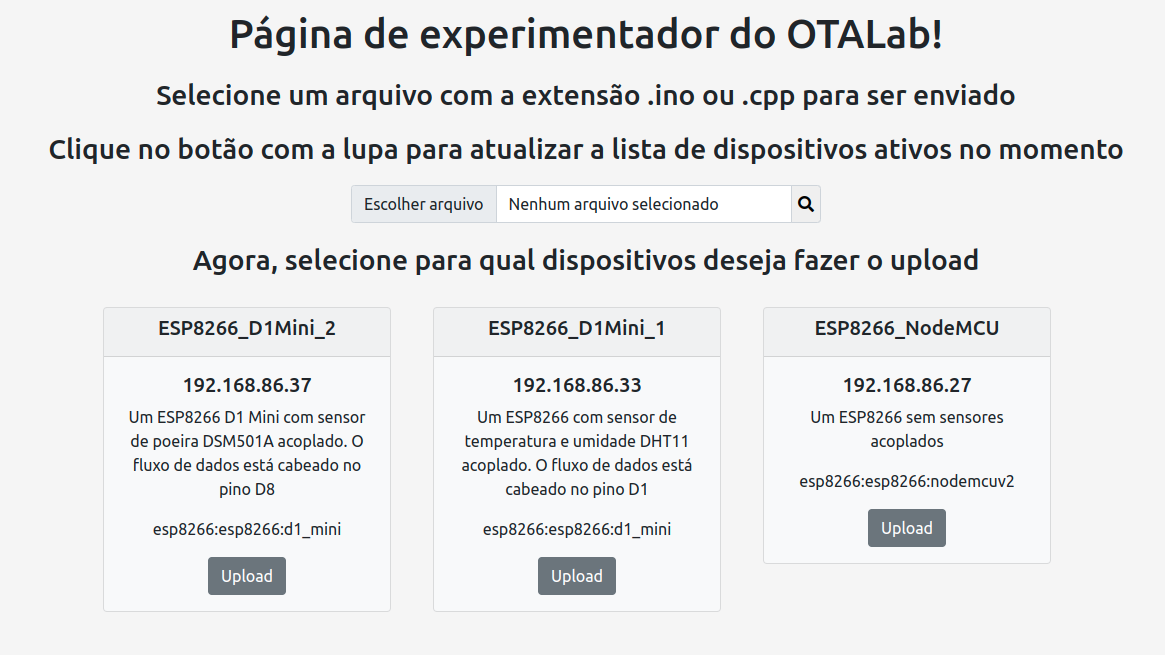 Página de experimentador do OTALab!
Selecione um arquivo com a extensão .ino ou .cpp para ser enviado
Clique no botão com a lupa para atualizar a lista de dispositivos ativos no momento
Escolher arquivo Nenhum arquivo selecionado
Agora, selecione para qual dispositivos deseja fazer o upload
ESP8266_D1Mini_2
192.168.86.37
Um ESP8266 D1 Mini com sensor
de poeira DSM501A acoplado. O
fluxo de dados está cabeado no
pino D8
esp8266:esp8266:d1_mini
Upload
ESP8266_D1Mini_1
192.168.86.33
Um ESP8266 com sensor de
temperatura e umidade DHT11
acoplado. O fluxo de dados está
cabeado no pino D1
esp8266:esp8266:d1_mini
Upload
ESP8266_NodeMCU
192.168.86.27
Um ESP8266 sem sensores
acoplados
esp8266:esp8266:nodemcuv2
Upload